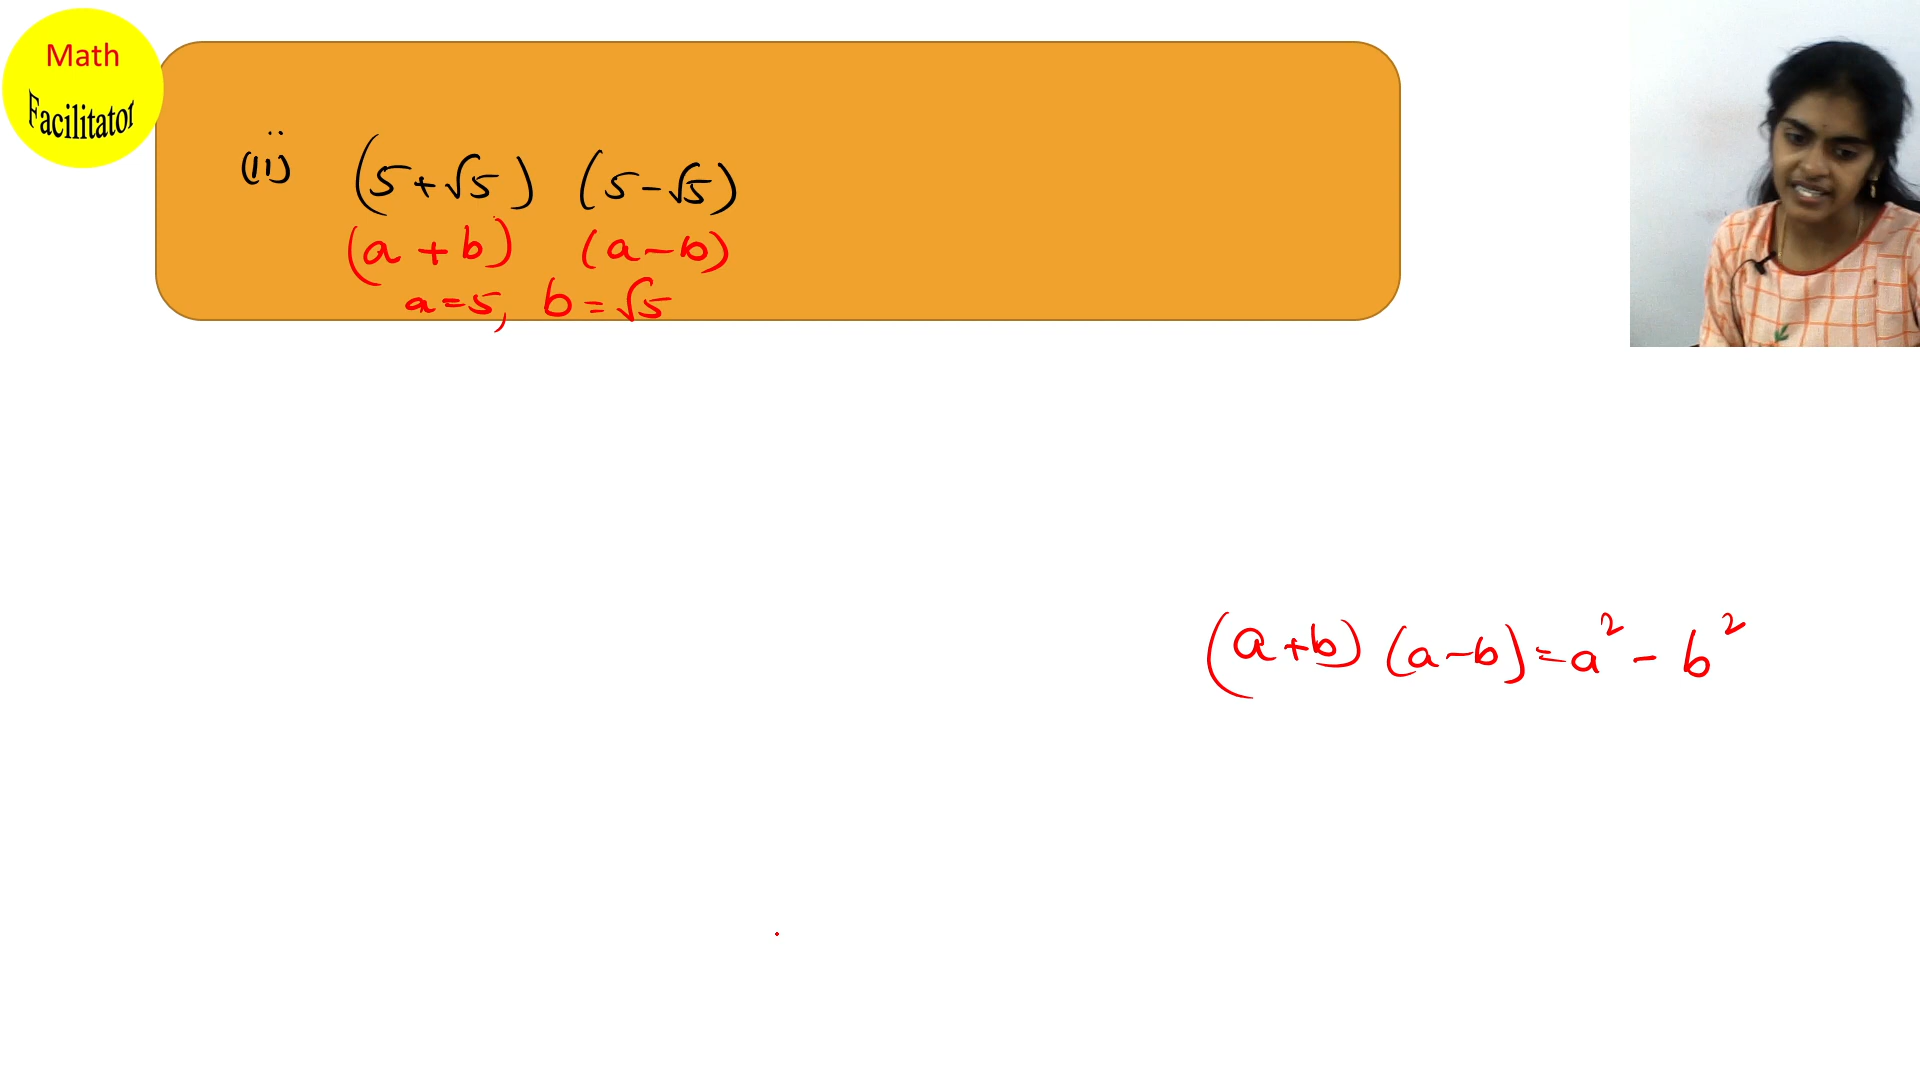 Math
Facilitator
(ii) (5+√5) (5-√5)
(a+b) (a-b)
a=5, b=√5
(a+b) (a-b)=a²-b²